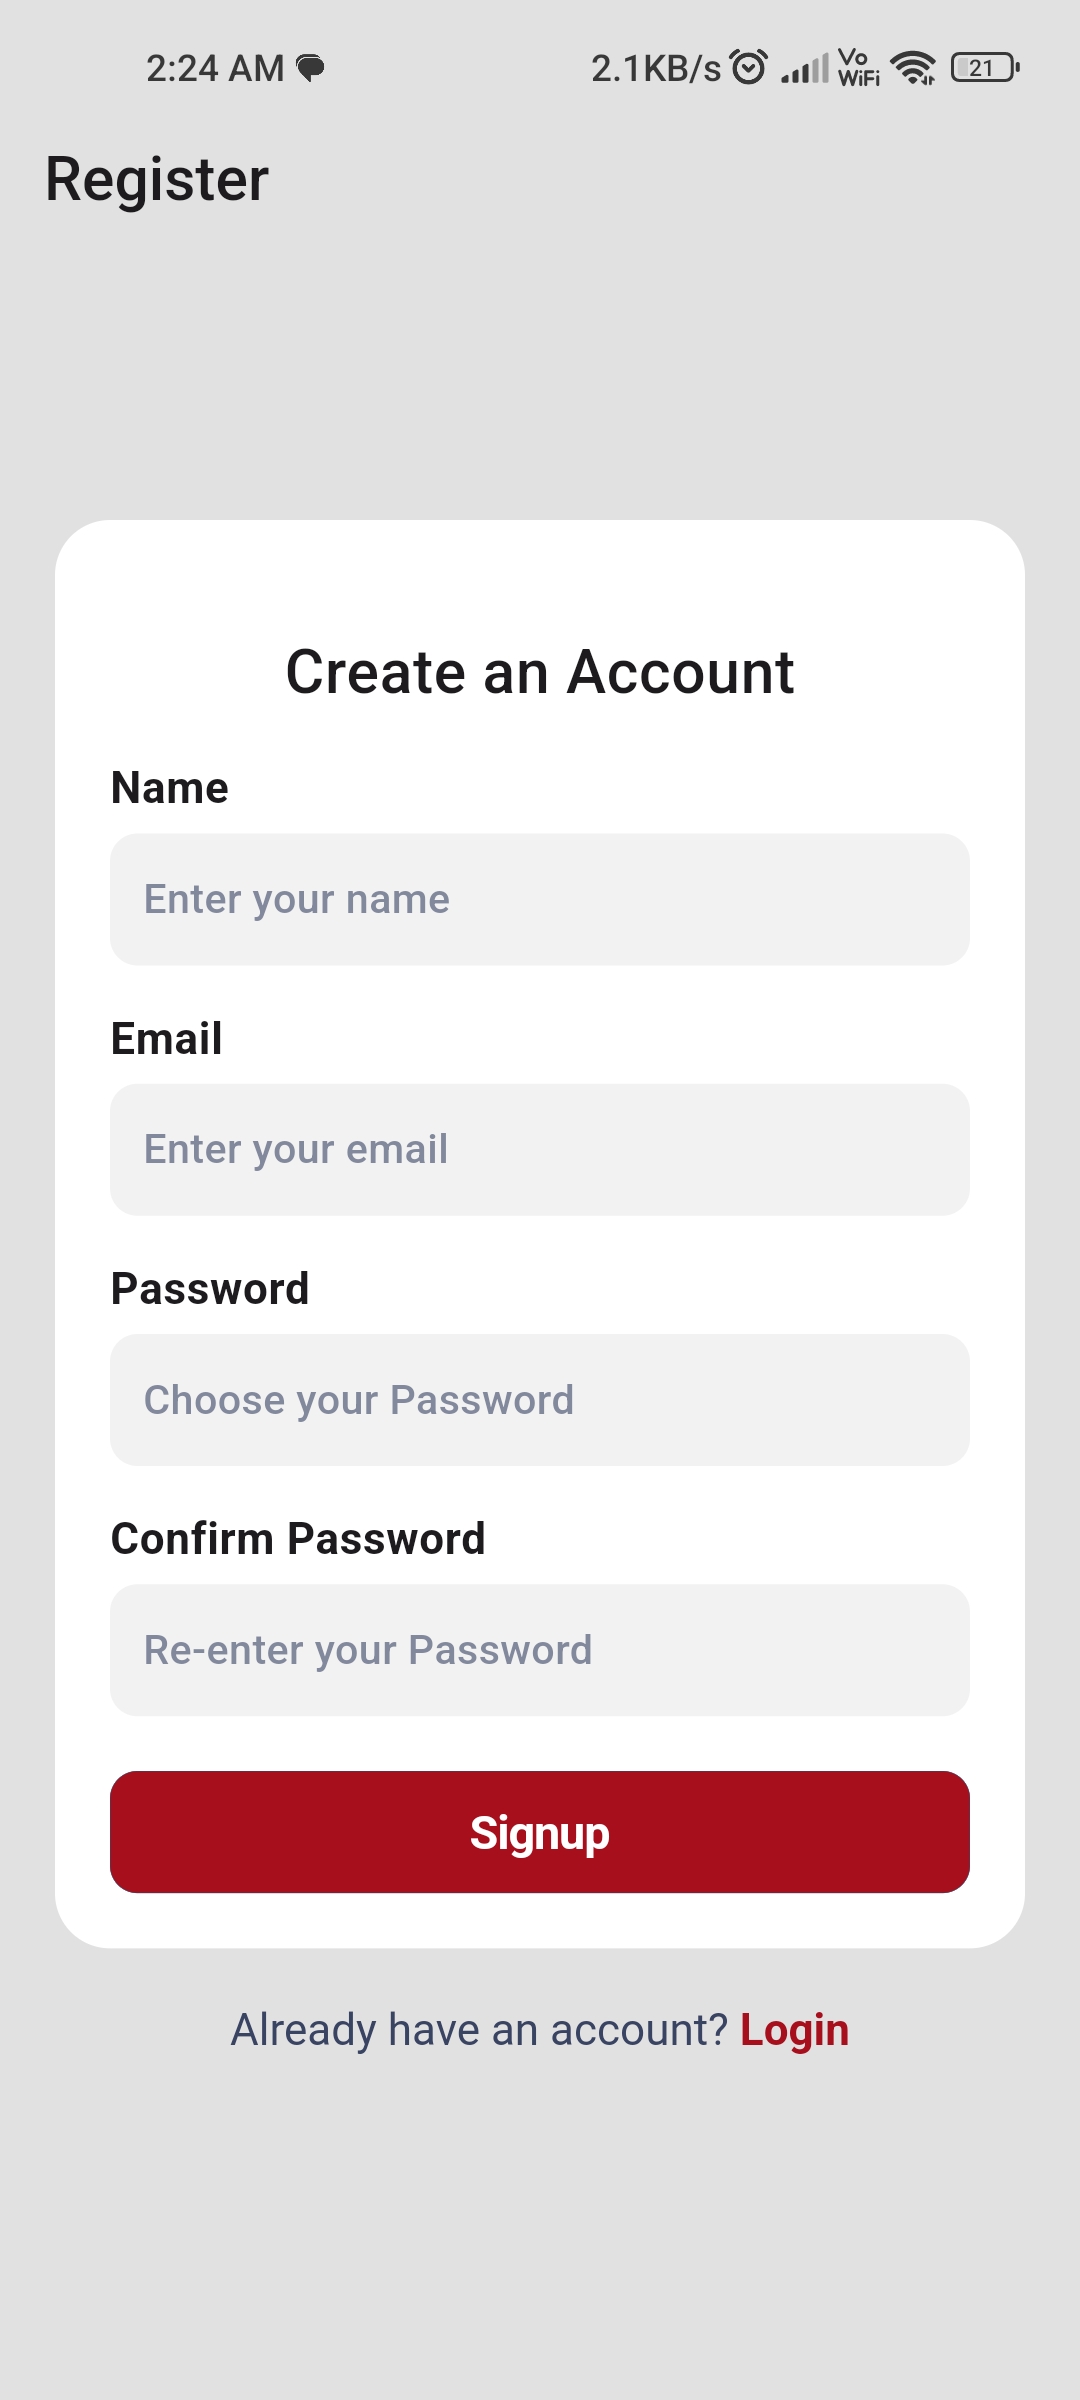 2:24 AM 2.1KB/s Vo WiFi 21
Register
Create an Account
Name
Enter your name
Email
Enter your email
Password
Choose your Password
Confirm Password
Re-enter your Password
Signup
Already have an account? Login